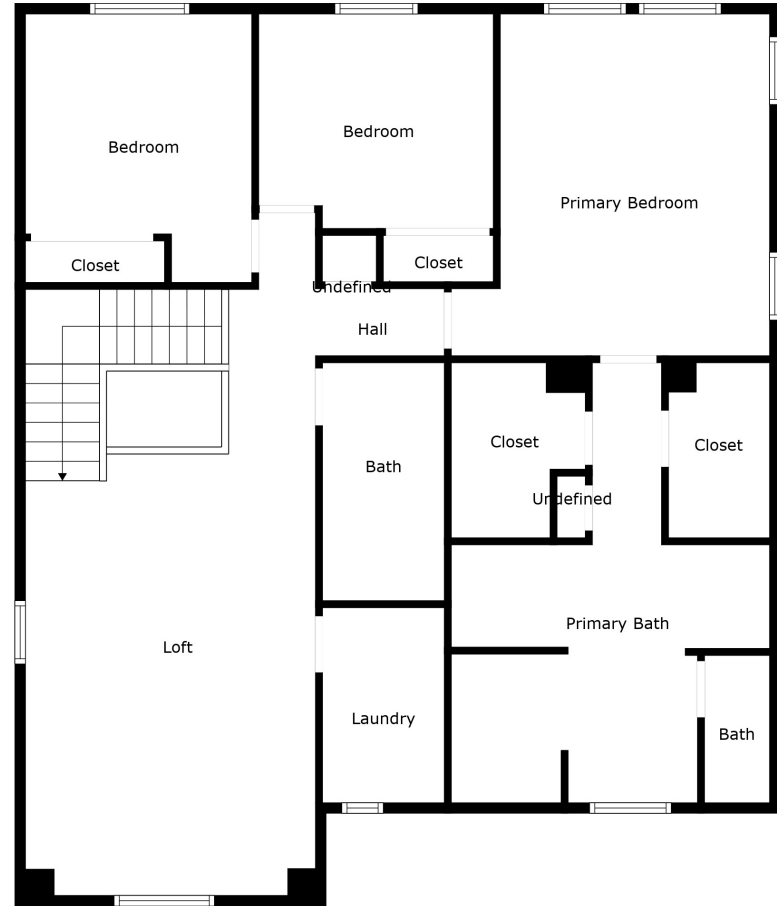 Bedroom
Bedroom
Primary Bedroom
Closet
Closet
Undefined
Hall
Closet
Closet
Bath
Undefined
Primary Bath
Loft
Laundry
Bath